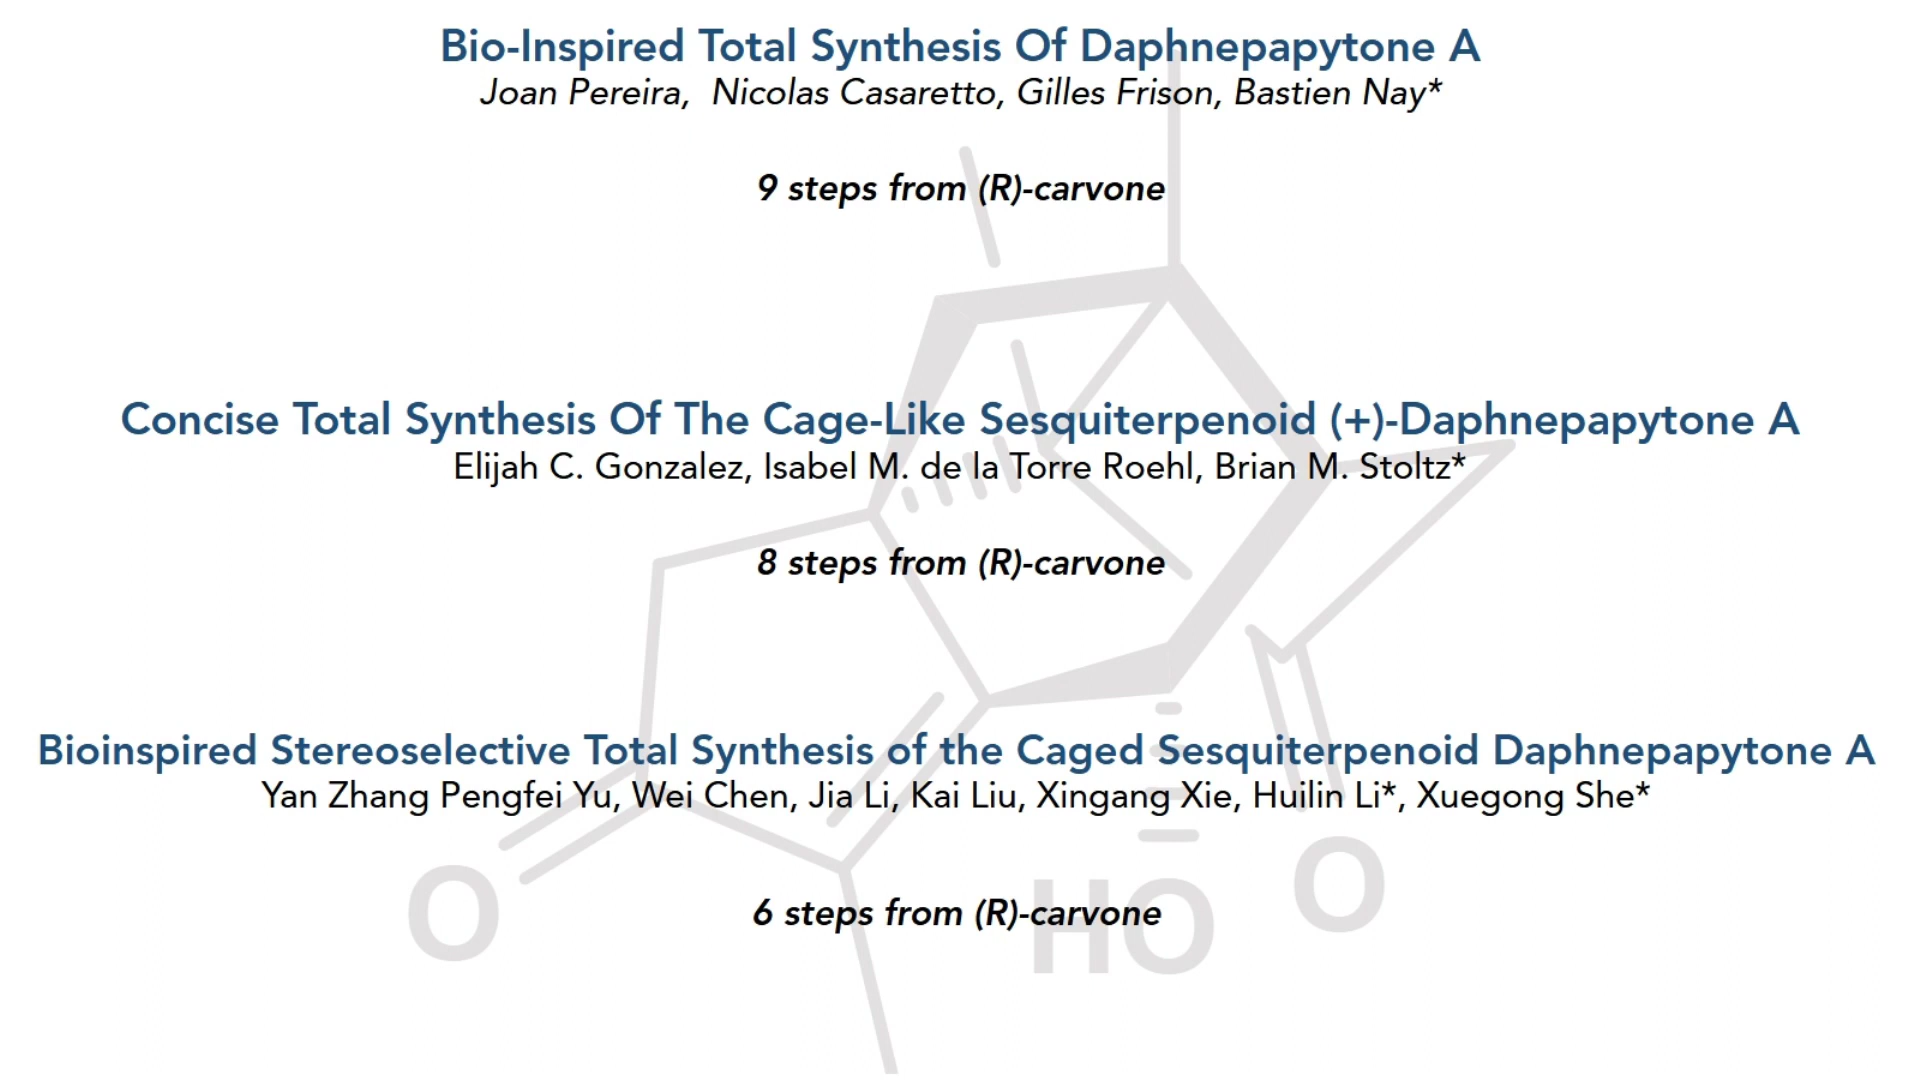 Bio-Inspired Total Synthesis Of Daphnepapytone A
Joan Pereira, Nicolas Casaretto, Gilles Frison, Bastien Nay*
9 steps from (R)-carvone
Concise Total Synthesis Of The Cage-Like Sesquiterpenoid (+)-Daphnepapytone A
Elijah C. Gonzalez, Isabel M. de la Torre Roehl, Brian M. Stoltz*
8 steps from (R)-carvone
Bioinspired Stereoselective Total Synthesis of the Caged Sesquiterpenoid Daphnepapytone A
Yan Zhang Pengfei Yu, Wei Chen, Jia Li, Kai Liu, Xingang Xie, Huilin Li*, Xuegong She*
6 steps from (R)-carvone
O HO O